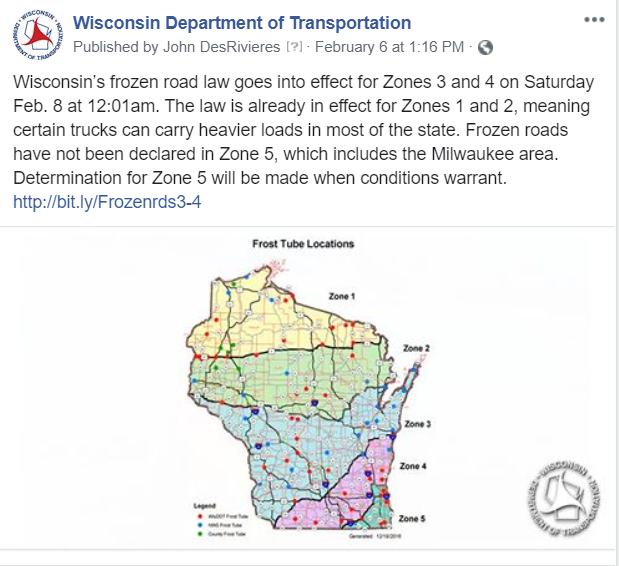 Wisconsin Department of Transportation
Published by John DesRivieres [?] · February 6 at 1:16 PM ·
Wisconsin's frozen road law goes into effect for Zones 3 and 4 on Saturday
Feb. 8 at 12:01am. The law is already in effect for Zones 1 and 2, meaning
certain trucks can carry heavier loads in most of the state. Frozen roads
have not been declared in Zone 5, which includes the Milwaukee area.
Determination for Zone 5 will be made when conditions warrant.
http://bit.ly/Frozenrds3-4
Frost Tube Locations
Zone 1
Zone 2
Zone 3
Zone 4
Zone 5
Legend
WisDOT Frost Tube
NWS Frost Tube
County Frost Tube
Generated: 12/19/2018
WISCONSIN
DEPARTMENT OF TRANSPORTATION